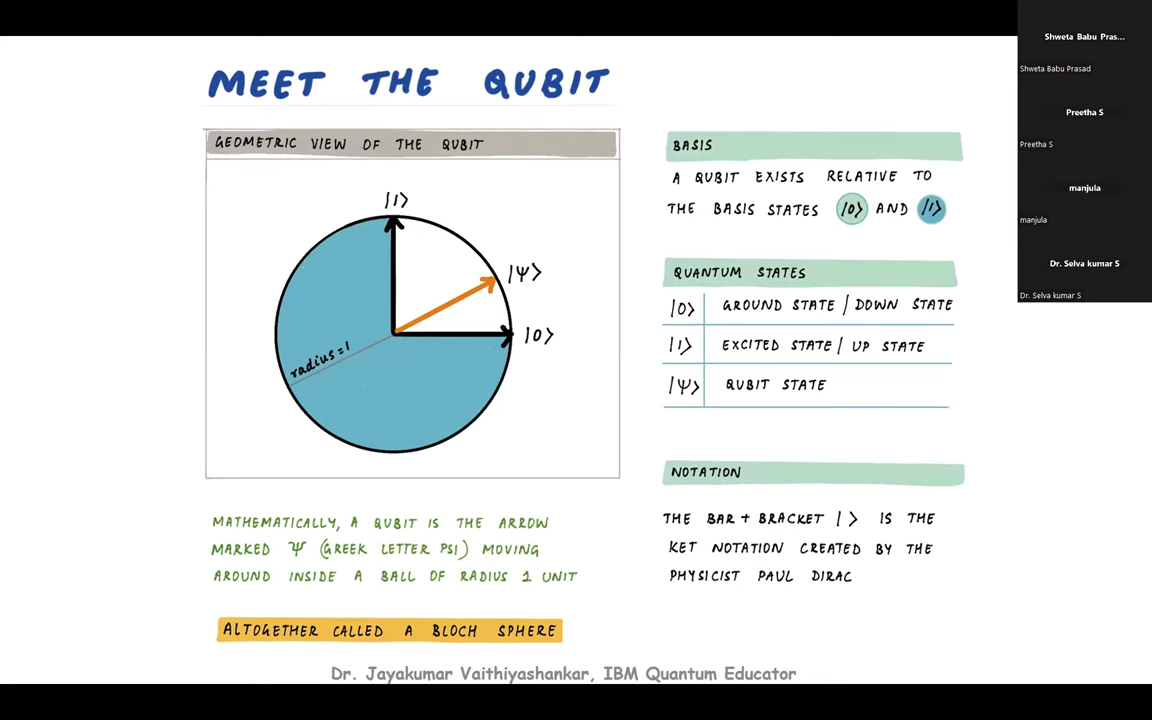 MEET THE QUBIT
GEOMETRIC VIEW OF THE QUBIT
|1>
|Ψ>
|0>
radius=1
MATHEMATICALLY, A QUBIT IS THE ARROW
MARKED Ψ (GREEK LETTER PSI) MOVING
AROUND INSIDE A BALL OF RADIUS 1 UNIT
ALTOGETHER CALLED A BLOCH SPHERE
BASIS
A QUBIT EXISTS RELATIVE TO
THE BASIS STATES |0> AND |1>
QUANTUM STATES
|0> GROUND STATE / DOWN STATE
|1> EXCITED STATE / UP STATE
|Ψ> QUBIT STATE
NOTATION
THE BAR + BRACKET | > IS THE
KET NOTATION CREATED BY THE
PHYSICIST PAUL DIRAC
Dr. Jayakumar Vaithiyashankar, IBM Quantum Educator
Shweta Babu Pras...
Shweta Babu Prasad
Preetha S
Preetha S
manjula
manjula
Dr. Selva kumar S
Dr. Selva kumar S